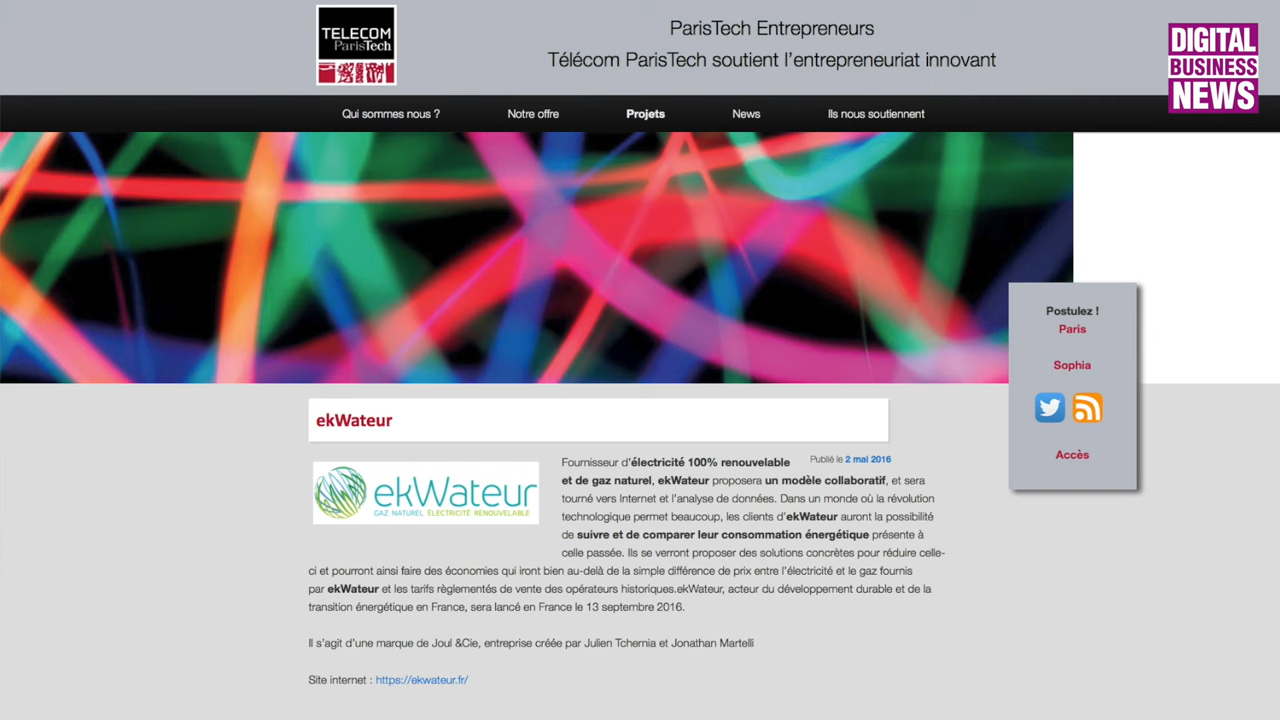 TELECOM
ParisTech
ParisTech Entrepreneurs
Télécom ParisTech soutient l'entrepreneuriat innovant
DIGITAL
BUSINESS
NEWS
Qui sommes nous ?
Notre offre
Projets
News
Ils nous soutiennent
Postulez !
Paris
Sophia
Accès
ekWateur
ekWateur
GAZ NATUREL ÉLECTRICITÉ RENOUVELABLE
Publié le 2 mai 2016
Fournisseur d'électricité 100% renouvelable
et de gaz naturel, ekWateur proposera un modèle collaboratif, et sera
tourné vers Internet et l'analyse de données. Dans un monde où la révolution
technologique permet beaucoup, les clients d'ekWateur auront la possibilité
de suivre et de comparer leur consommation énergétique présente à
celle passée. Ils se verront proposer des solutions concrètes pour réduire celle-
ci et pourront ainsi faire des économies qui iront bien au-delà de la simple différence de prix entre l'électricité et le gaz fournis
par ekWateur et les tarifs règlementés de vente des opérateurs historiques.ekWateur, acteur du développement durable et de la
transition énergétique en France, sera lancé en France le 13 septembre 2016.
Il s'agit d'une marque de Joul &Cie, entreprise créée par Julien Tchernia et Jonathan Martelli
Site internet : https://ekwateur.fr/